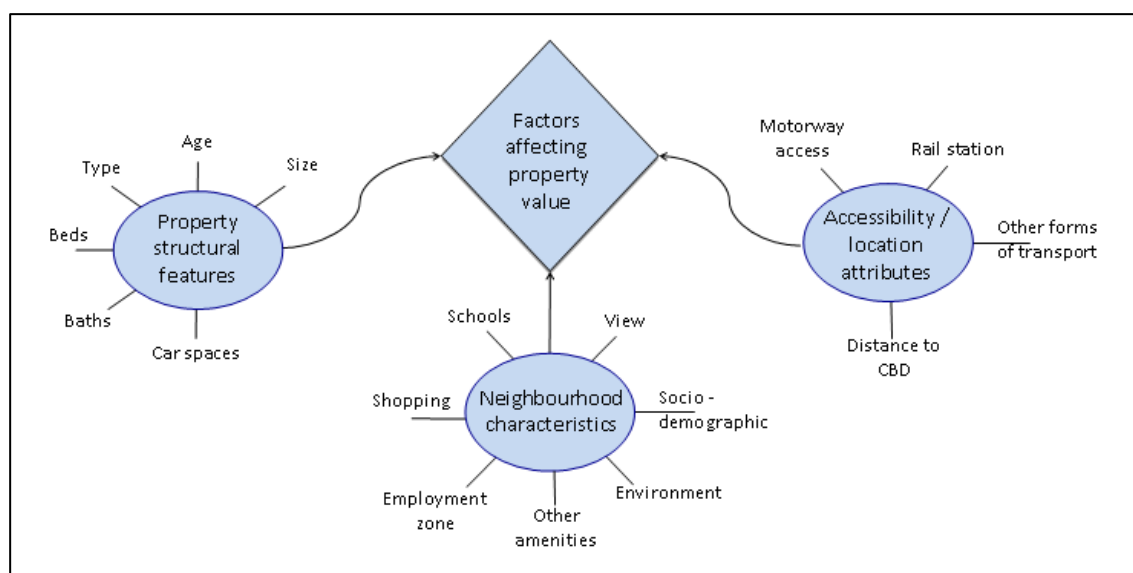 Factors
affecting
property
value
Age
Type
Size
Beds
Property
structural
features
Baths
Car spaces
Motorway
access
Rail station
Accessibility /
location
attributes
Other forms
of transport
Distance to
CBD
Schools
View
Shopping
Neighbourhood
characteristics
Socio -
demographic
Employment
zone
Other
amenities
Environment